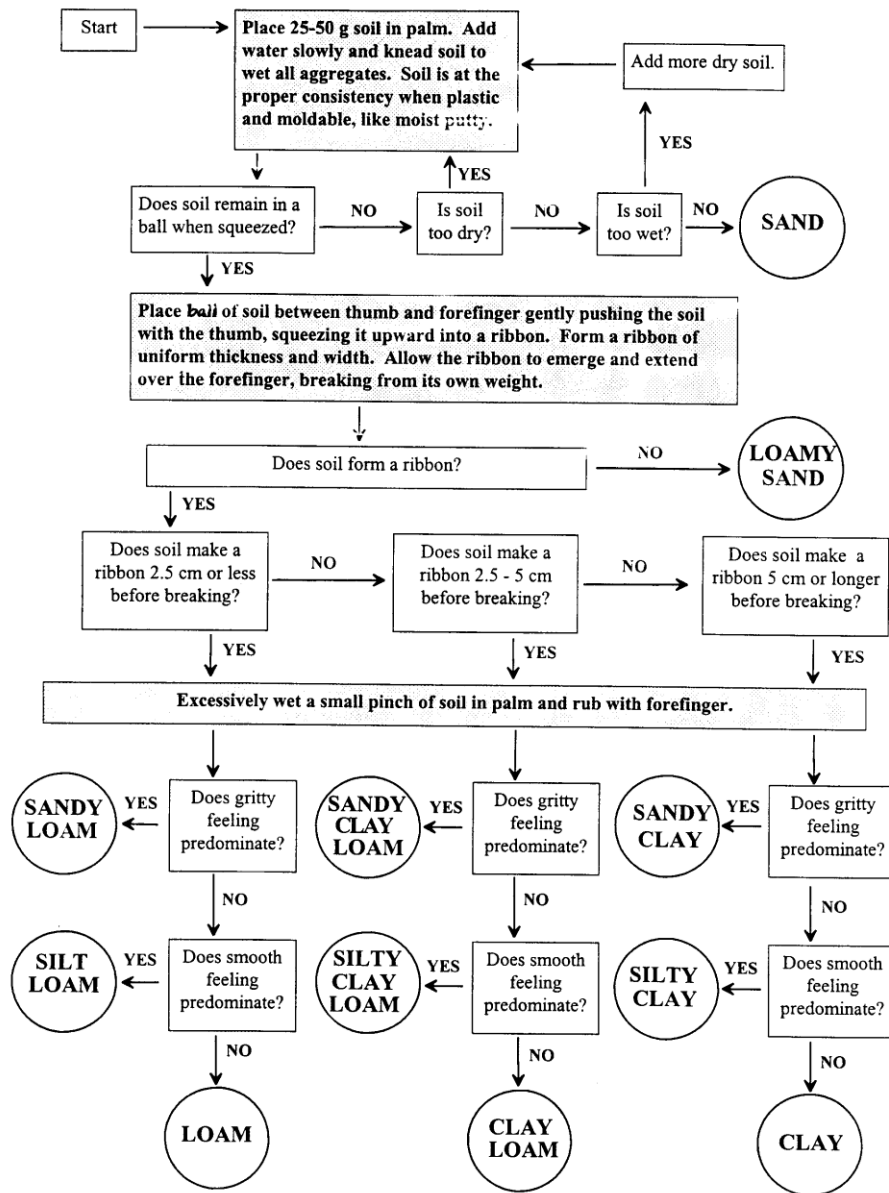 Start
Place 25-50 g soil in palm. Add
water slowly and knead soil to
wet all aggregates. Soil is at the
proper consistency when plastic
and moldable, like moist putty.
Add more dry soil.
YES
YES
Does soil remain in a
ball when squeezed?
NO
Is soil
too dry?
NO
Is soil
too wet?
NO
SAND
YES
Place ball of soil between thumb and forefinger gently pushing the soil
with the thumb, squeezing it upward into a ribbon. Form a ribbon of
uniform thickness and width. Allow the ribbon to emerge and extend
over the forefinger, breaking from its own weight.
Does soil form a ribbon?
NO
LOAMY
SAND
YES
Does soil make a
ribbon 2.5 cm or less
before breaking?
NO
Does soil make a
ribbon 2.5 - 5 cm
before breaking?
NO
Does soil make a
ribbon 5 cm or longer
before breaking?
YES
YES
YES
Excessively wet a small pinch of soil in palm and rub with forefinger.
SANDY
LOAM
YES
Does gritty
feeling
predominate?
SANDY
CLAY
LOAM
YES
Does gritty
feeling
predominate?
SANDY
CLAY
YES
Does gritty
feeling
predominate?
NO
NO
NO
SILT
LOAM
YES
Does smooth
feeling
predominate?
SILTY
CLAY
LOAM
YES
Does smooth
feeling
predominate?
SILTY
CLAY
YES
Does smooth
feeling
predominate?
NO
NO
NO
LOAM
CLAY
LOAM
CLAY